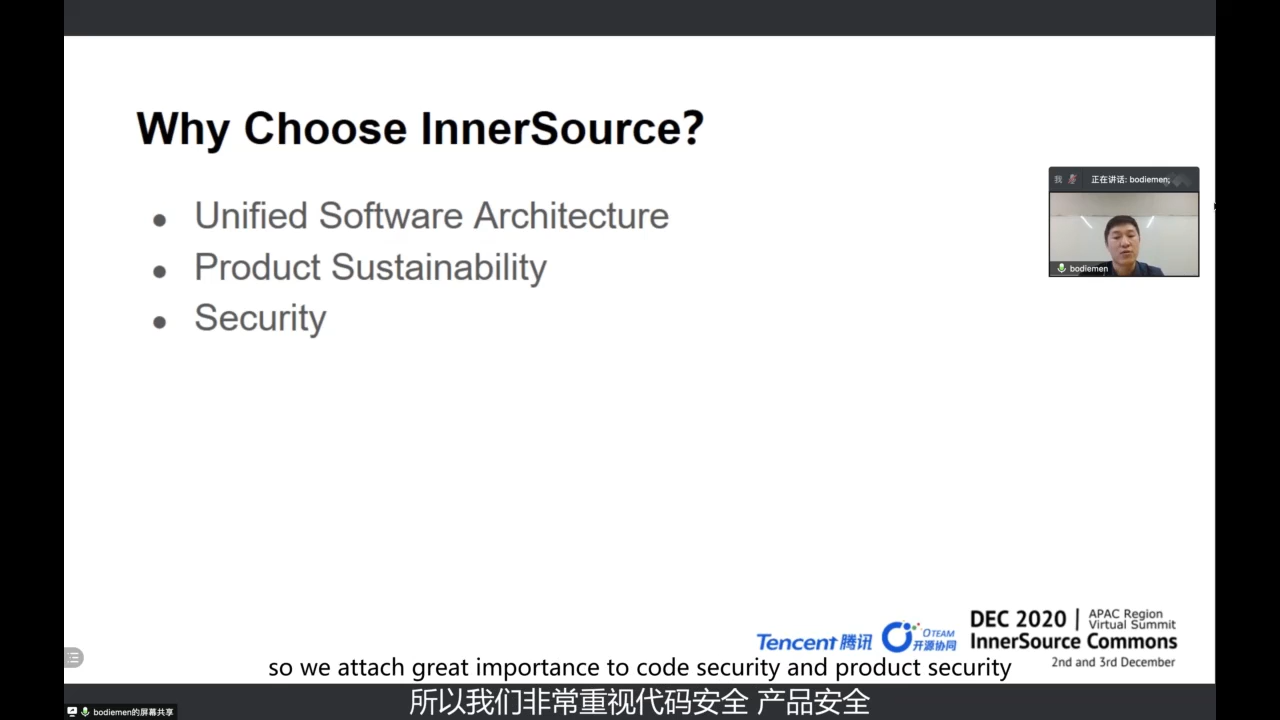 Why Choose InnerSource?
我 正在讲话: bodiemen;
Unified Software Architecture
Product Sustainability
bodiemen
Security
DEC 2020 | APAC Region
Virtual Summit
Tencent 腾讯 OTEAM 开源协同 InnerSource Commons
2nd and 3rd December
so we attach great importance to code security and product security
所以我们非常重视代码安全 产品安全
bodiemen的屏幕共享